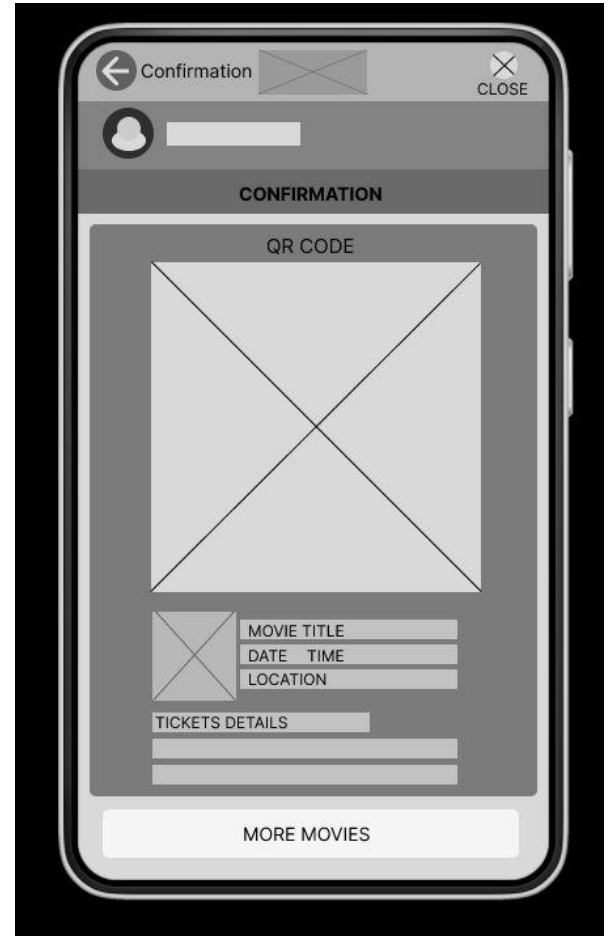 Confirmation
CLOSE
CONFIRMATION
QR CODE
MOVIE TITLE
DATE TIME
LOCATION
TICKETS DETAILS
MORE MOVIES